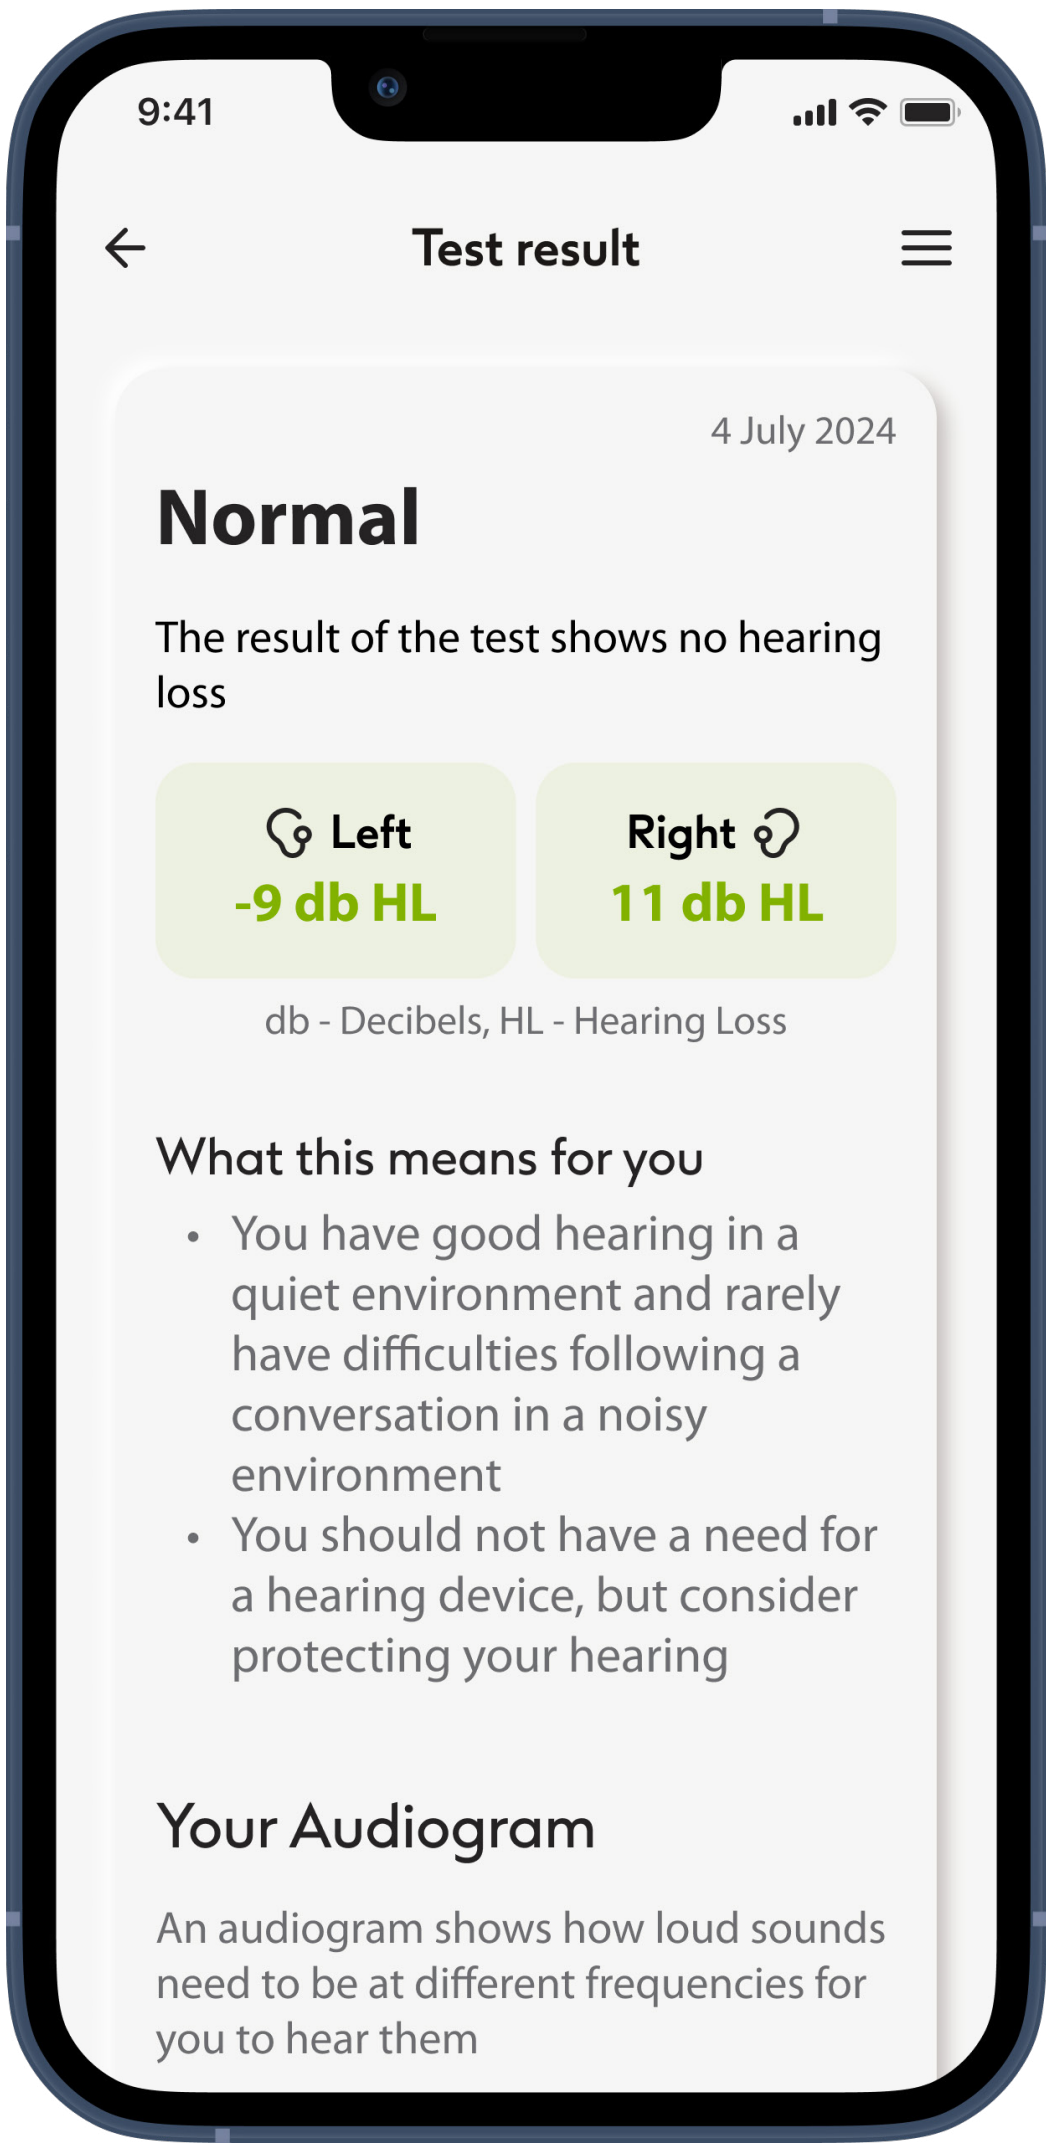 9:41
Test result
4 July 2024
Normal
The result of the test shows no hearing
loss
Left
-9 db HL
Right
11 db HL
db - Decibels, HL - Hearing Loss
What this means for you
• You have good hearing in a
quiet environment and rarely
have difficulties following a
conversation in a noisy
environment
• You should not have a need for
a hearing device, but consider
protecting your hearing
Your Audiogram
An audiogram shows how loud sounds
need to be at different frequencies for
you to hear them